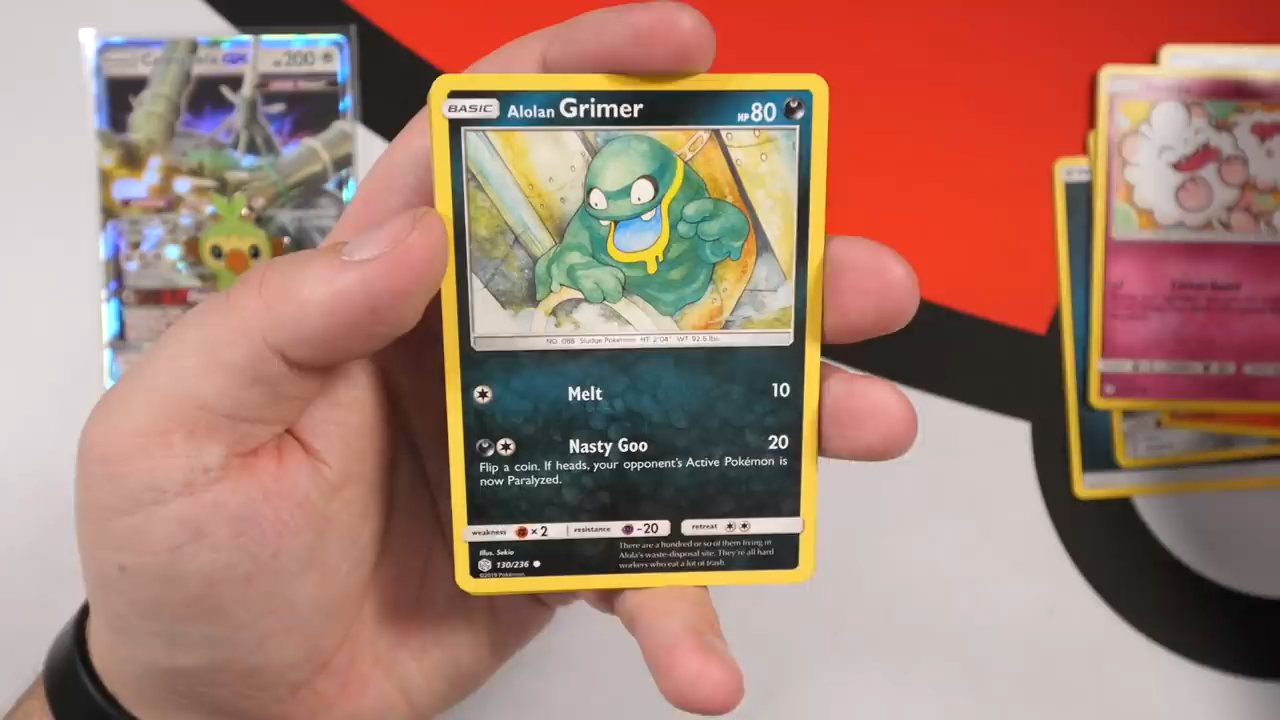 BASIC Alolan Grimer HP 80
NO. 088 Sludge Pokémon HT: 2'04" WT: 92.6 lbs.
Melt 10
Nasty Goo 20
Flip a coin. If heads, your opponent's Active Pokémon is
now Paralyzed.
weakness ×2 resistance -20 retreat
Illus. Sekio
130/236
©2019 Pokémon
There are a hundred or so of them living in
Alola's waste-disposal site. They're all hard
workers who eat a lot of trash.
GX 200